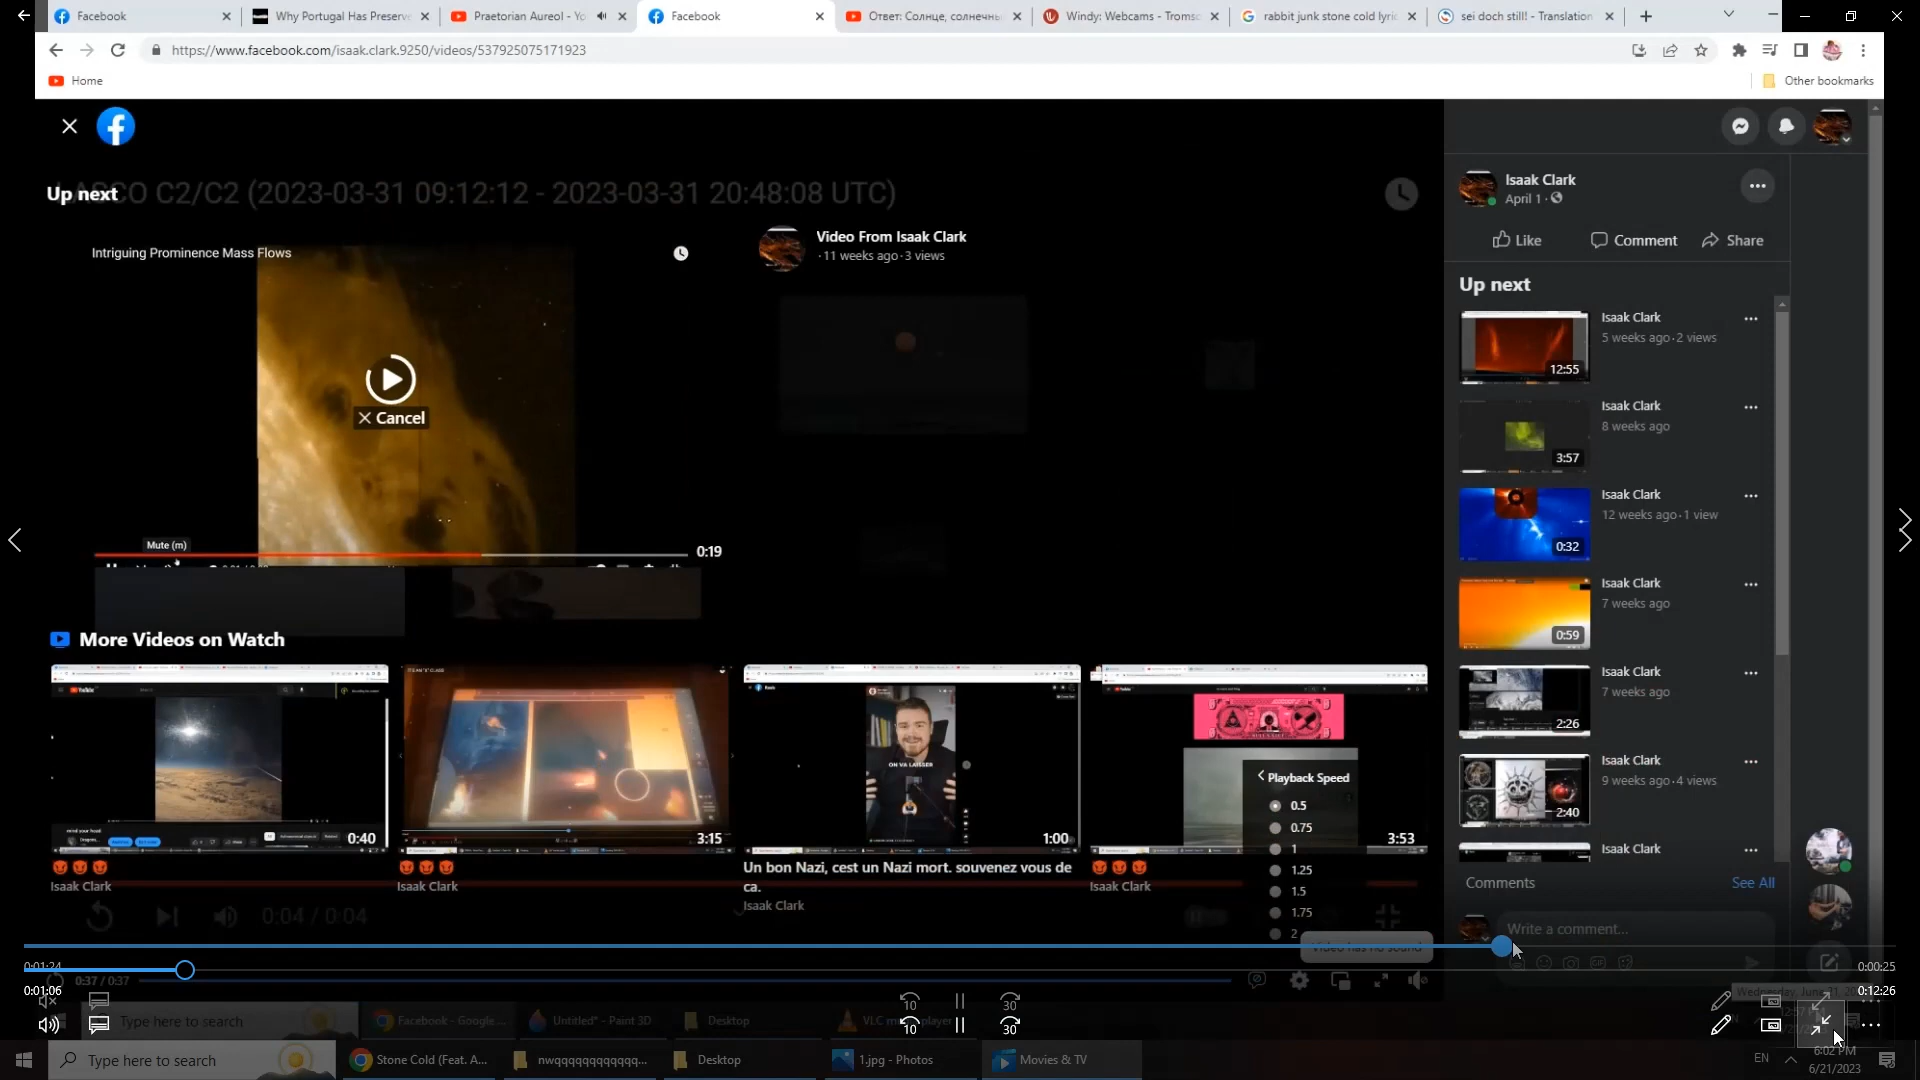 Facebook
Why Portugal Has Preserv
Praetorian Aureol - Yo
Facebook
Ответ: Солнце, солнечны
Windy: Webcams - Tromsø
rabbit junk stone cold lyric
sei doch still! - Translation
https://www.facebook.com/isaak.clark.9250/videos/537925075171923
Home
Other bookmarks
LASCO C2/C2 (2023-03-31 09:12:12 - 2023-03-31 20:48:08 UTC)
Up next
Intriguing Prominence Mass Flows
Video From Isaak Clark
· 11 weeks ago · 3 views
Cancel
Mute (m)
0:19
More Videos on Watch
0:40
Isaak Clark
3:15
Isaak Clark
ON VA LAISSER
1:00
Un bon Nazi, cest un Nazi mort. souvenez vous de
ca.
Isaak Clark
Playback Speed
0.5
0.75
1
1.25
1.5
1.75
2
3:53
Isaak Clark
Isaak Clark
April 1
Like
Comment
Share
Up next
Isaak Clark
5 weeks ago · 2 views
12:55
Isaak Clark
8 weeks ago
3:57
Isaak Clark
12 weeks ago · 1 view
0:32
Isaak Clark
7 weeks ago
0:59
Isaak Clark
7 weeks ago
2:26
Isaak Clark
9 weeks ago · 4 views
2:40
Isaak Clark
Comments
See All
Write a comment...
0:04 / 0:04
Video has no sound
0:01:24
0:00:25
0:37 / 0:37
0:01:06
0:12:26
10
30
10
30
Type here to search
Facebook - Google...
Untitled* - Paint 3D
Desktop
Type here to search
Stone Cold (Feat. A...
nwqqqqqqqqqqqq...
Desktop
1.jpg - Photos
Movies & TV
EN
6:02 PM
6/21/2023